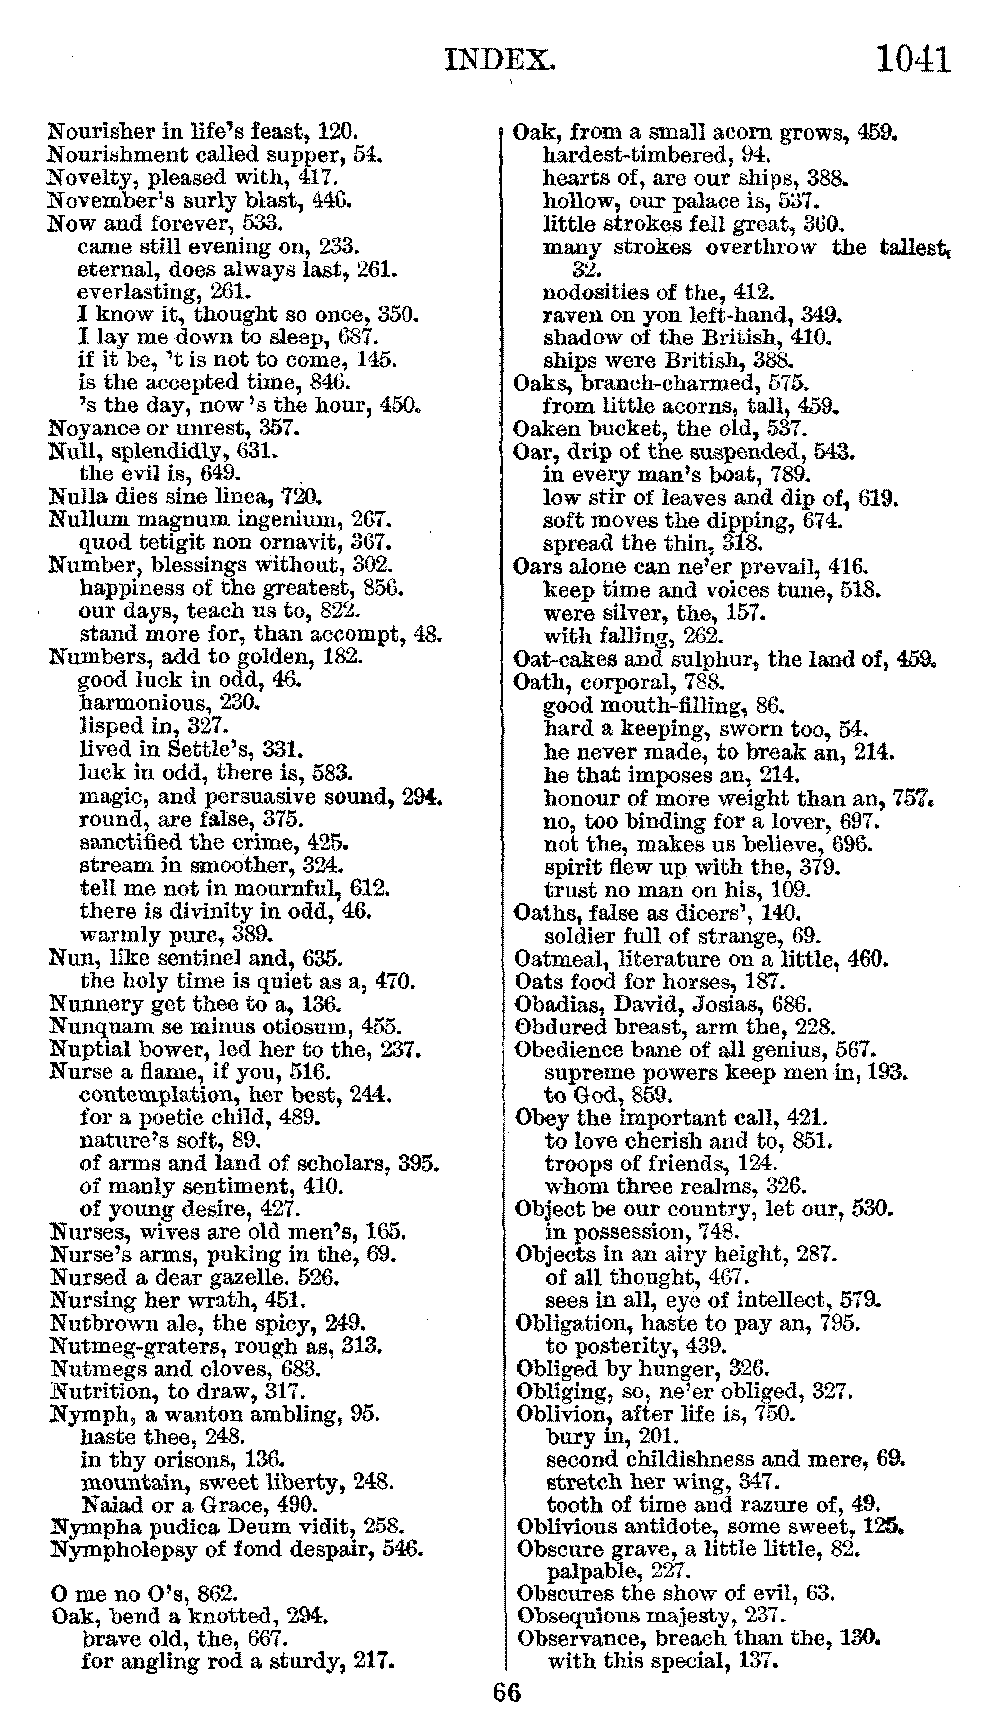 INDEX. 1041
Nourisher in life's feast, 120.
Nourishment called supper, 54.
Novelty, pleased with, 417.
November's surly blast, 446.
Now and forever, 533.
came still evening on, 233.
eternal, does always last, 261.
everlasting, 261.
I know it, thought so once, 350.
I lay me down to sleep, 687.
if it be, 't is not to come, 145.
is the accepted time, 846.
's the day, now 's the hour, 450.
Noyance or unrest, 357.
Null, splendidly, 631.
the evil is, 649.
Nulla dies sine linea, 720.
Nullum magnum ingenium, 267.
quod tetigit non ornavit, 367.
Number, blessings without, 302.
happiness of the greatest, 856.
our days, teach us to, 822.
stand more for, than accompt, 48.
Numbers, add to golden, 182.
good luck in odd, 46.
harmonious, 230.
lisped in, 327.
lived in Settle's, 331.
luck in odd, there is, 583.
magic, and persuasive sound, 294.
round, are false, 375.
sanctified the crime, 425.
stream in smoother, 324.
tell me not in mournful, 612.
there is divinity in odd, 46.
warmly pure, 389.
Nun, like sentinel and, 635.
the holy time is quiet as a, 470.
Nunnery get thee to a, 136.
Nunquam se minus otiosum, 455.
Nuptial bower, led her to the, 237.
Nurse a flame, if you, 516.
contemplation, her best, 244.
for a poetic child, 489.
nature's soft, 89.
of arms and land of scholars, 395.
of manly sentiment, 410.
of young desire, 427.
Nurses, wives are old men's, 165.
Nurse's arms, puking in the, 69.
Nursed a dear gazelle. 526.
Nursing her wrath, 451.
Nutbrown ale, the spicy, 249.
Nutmeg-graters, rough as, 313.
Nutmegs and cloves, 683.
Nutrition, to draw, 317.
Nymph, a wanton ambling, 95.
haste thee, 248.
in thy orisons, 136.
mountain, sweet liberty, 248.
Naiad or a Grace, 490.
Nympha pudica Deum vidit, 258.
Nympholepsy of fond despair, 546.
O me no O's, 862.
Oak, bend a knotted, 294.
brave old, the, 667.
for angling rod a sturdy, 217.
Oak, from a small acorn grows, 459.
hardest-timbered, 94.
hearts of, are our ships, 388.
hollow, our palace is, 537.
little strokes fell great, 360.
many strokes overthrow the tallest,
32.
nodosities of the, 412.
raven on yon left-hand, 349.
shadow of the British, 410.
ships were British, 388.
Oaks, branch-charmed, 575.
from little acorns, tall, 459.
Oaken bucket, the old, 537.
Oar, drip of the suspended, 543.
in every man's boat, 789.
low stir of leaves and dip of, 619.
soft moves the dipping, 674.
spread the thin, 318.
Oars alone can ne'er prevail, 416.
keep time and voices tune, 518.
were silver, the, 157.
with falling, 262.
Oat-cakes and sulphur, the land of, 459.
Oath, corporal, 788.
good mouth-filling, 86.
hard a keeping, sworn too, 54.
he never made, to break an, 214.
he that imposes an, 214.
honour of more weight than an, 757.
no, too binding for a lover, 697.
not the, makes us believe, 696.
spirit flew up with the, 379.
trust no man on his, 109.
Oaths, false as dicers', 140.
soldier full of strange, 69.
Oatmeal, literature on a little, 460.
Oats food for horses, 187.
Obadias, David, Josias, 686.
Obdured breast, arm the, 228.
Obedience bane of all genius, 567.
supreme powers keep men in, 193.
to God, 859.
Obey the important call, 421.
to love cherish and to, 851.
troops of friends, 124.
whom three realms, 326.
Object be our country, let our, 530.
in possession, 748.
Objects in an airy height, 287.
of all thought, 467.
sees in all, eye of intellect, 579.
Obligation, haste to pay an, 795.
to posterity, 439.
Obliged by hunger, 326.
Obliging, so, ne'er obliged, 327.
Oblivion, after life is, 750.
bury in, 201.
second childishness and mere, 69.
stretch her wing, 347.
tooth of time and razure of, 49.
Oblivious antidote, some sweet, 125.
Obscure grave, a little little, 82.
palpable, 227.
Obscures the show of evil, 63.
Obsequious majesty, 237.
Observance, breach than the, 130.
with this special, 137.
66